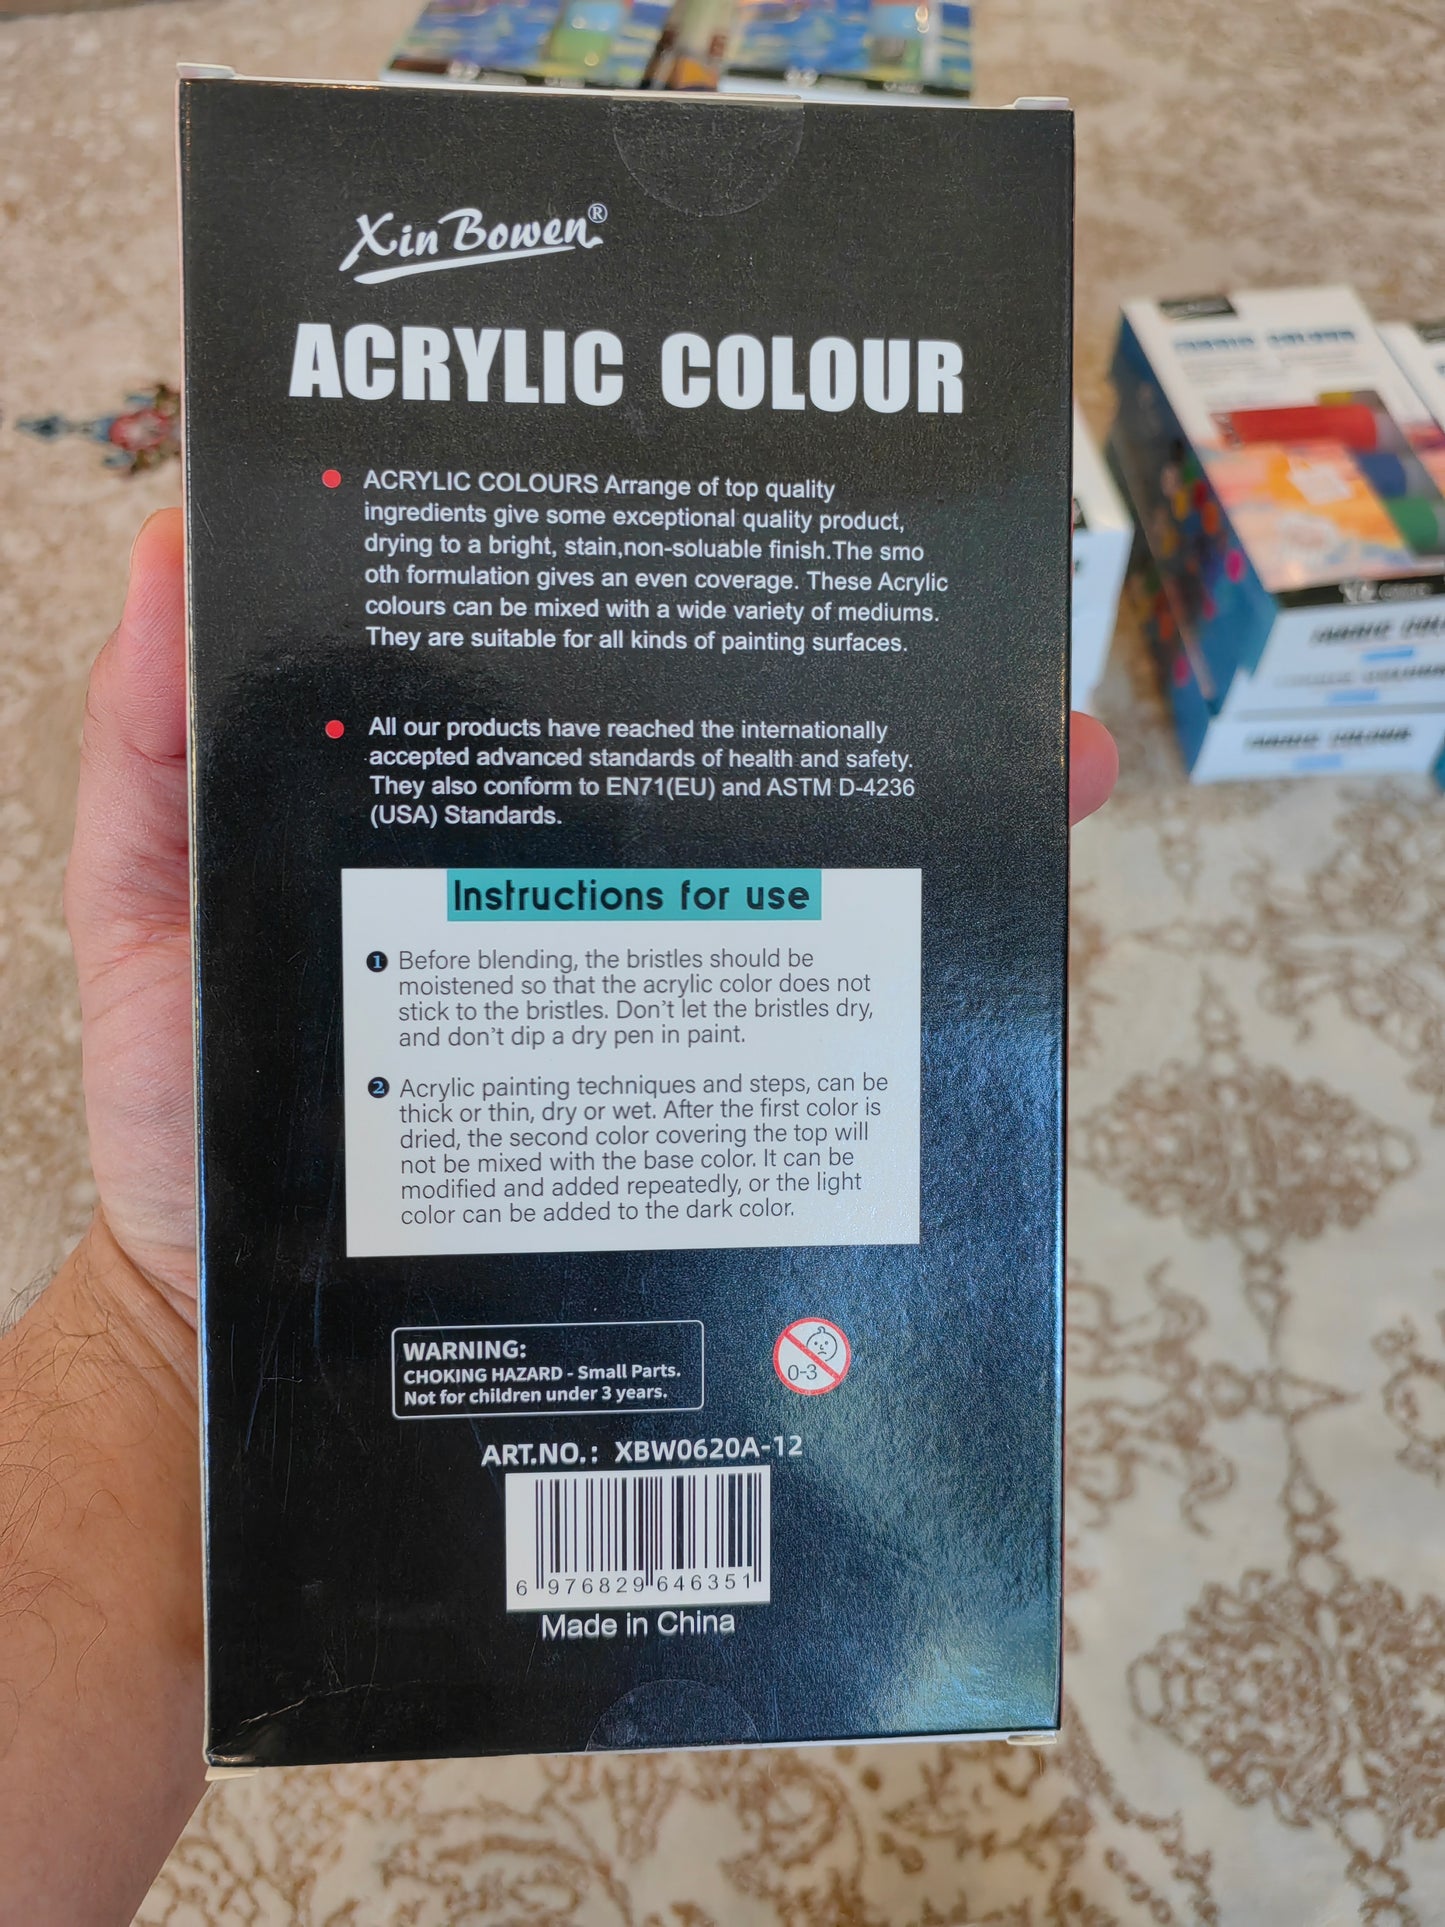 Xin Bowen®
ACRYLIC COLOUR
ACRYLIC COLOURS Arrange of top quality
ingredients give some exceptional quality product,
drying to a bright, stain,non-soluable finish.The smo
oth formulation gives an even coverage. These Acrylic
colours can be mixed with a wide variety of mediums.
They are suitable for all kinds of painting surfaces.
All our products have reached the internationally
accepted advanced standards of health and safety.
They also conform to EN71(EU) and ASTM D-4236
(USA) Standards.
Instructions for use
1 Before blending, the bristles should be
moistened so that the acrylic color does not
stick to the bristles. Don't let the bristles dry,
and don't dip a dry pen in paint.
2 Acrylic painting techniques and steps, can be
thick or thin, dry or wet. After the first color is
dried, the second color covering the top will
not be mixed with the base color. It can be
modified and added repeatedly, or the light
color can be added to the dark color.
WARNING:
CHOKING HAZARD - Small Parts.
Not for children under 3 years.
0-3
ART.NO.: XBW0620A-12
6 976829 646351
Made in China